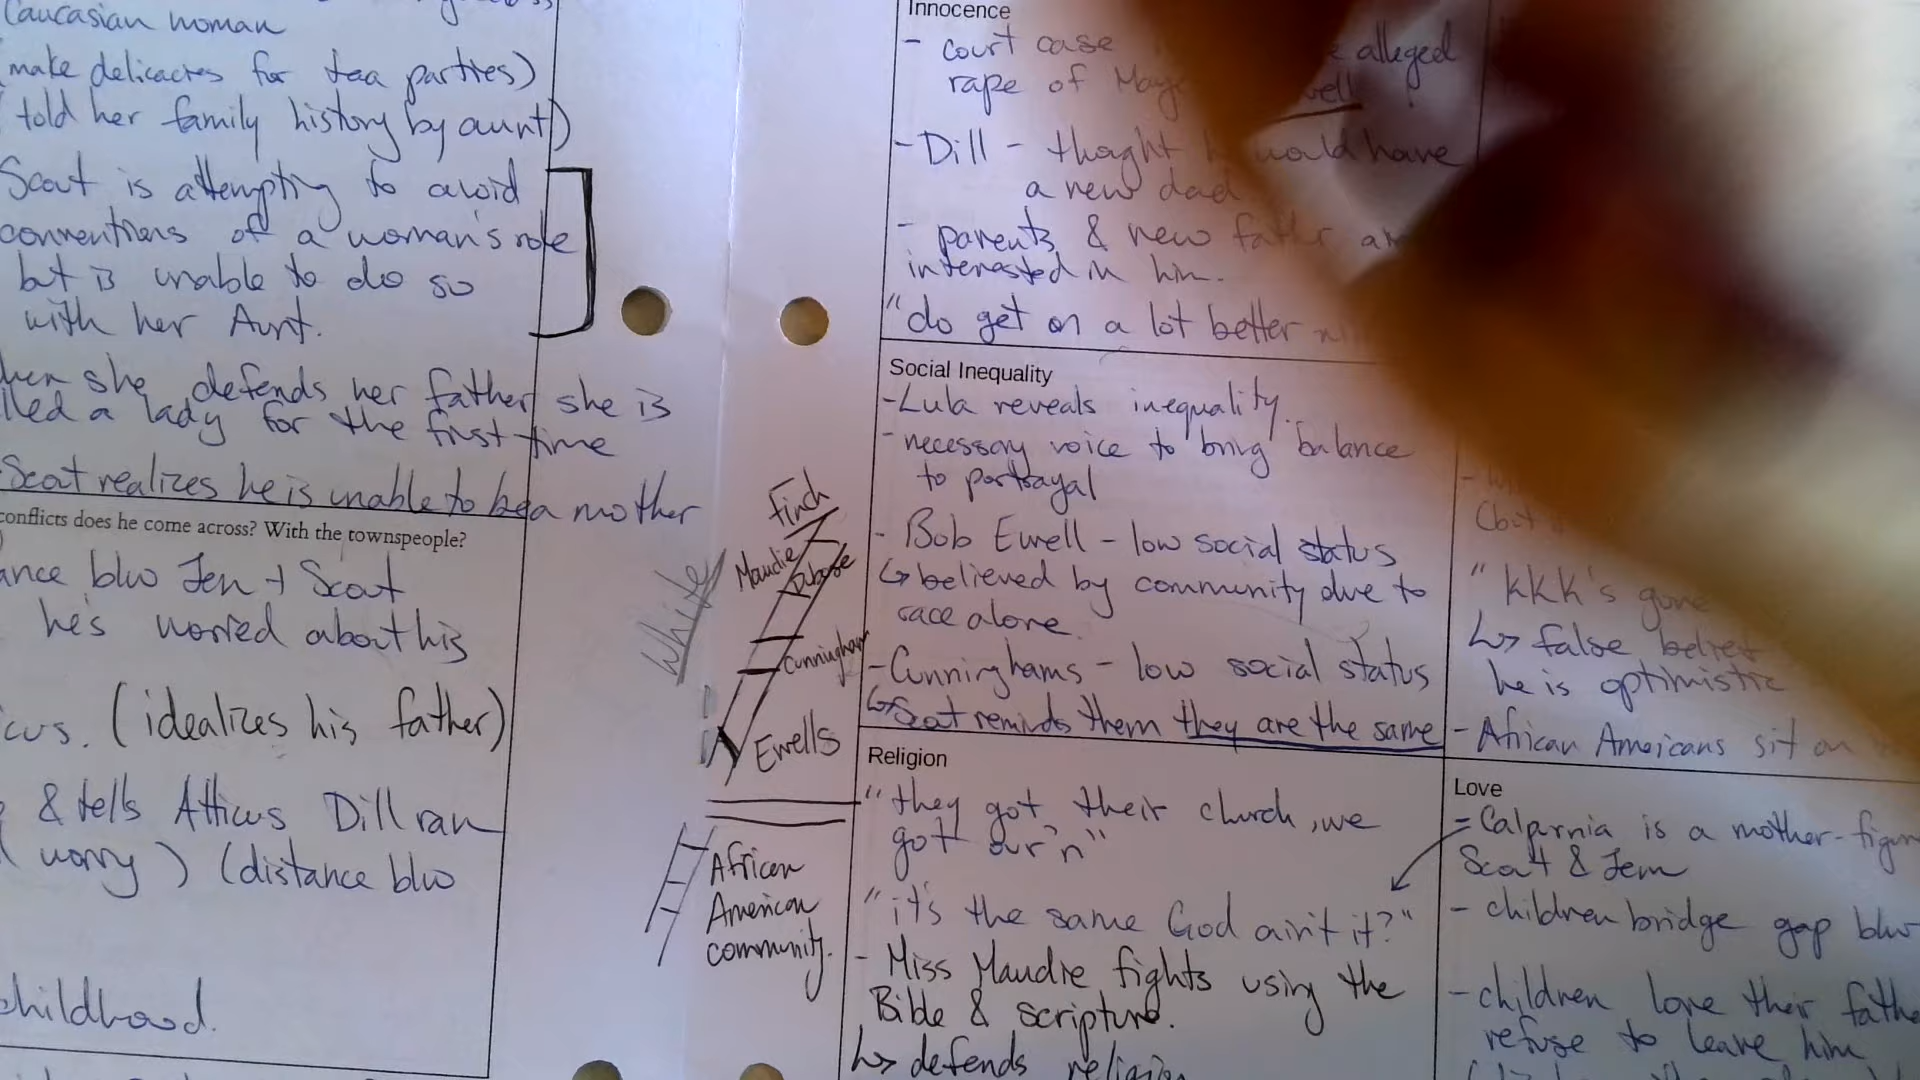 Caucasian woman
make delicacies for tea parties)
told her family history by aunt)
Scout is attempting to avoid
conventions of a woman's role
but is unable to do so
with her Aunt.
she defends her father she is
a lady for the first time
Scout realizes he is unable to be a mother
conflicts does he come across? With the townspeople?
blw Jem + Scout
he's worried about his
(idealizes his father)
& tells Atticus Dill ran
worry) (distance blw
childhood.
White
Finch
Maudie
Dubose
Cunningham
Ewells
African
American
community.
Innocence
- court case alleged
rape of
- Dill - thoght would have
a new dad
- parents & new father
interested in him.
"do get on a lot better
Social Inequality
- Lula reveals inequality.
- necessary voice to bring balance
to portrayal
- Bob Ewell - low social status
↳ believed by community due to
race alone.
- Cunninghams - low social status
↳ Scout reminds them they are the same
Religion
"they got their church, we
got our'n"
"it's the same God ain't it?"
- Miss Maudie fights using the
Bible & scripture.
↳ defends religion
"KKK's gone
↳ false belief
he is optimistic
- African Americans sit on
Love
- Calpurnia is a mother-figure
Scout & Jem
- children bridge gap blw
- children love their
refuse to leave him